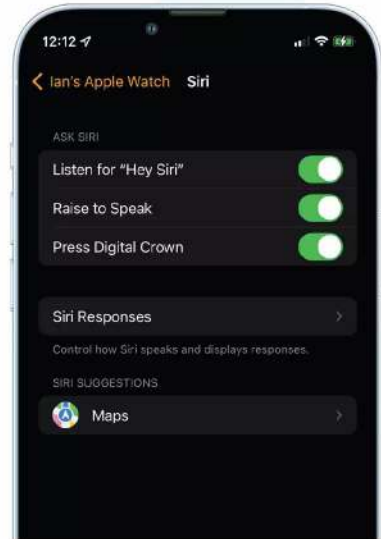 12:12
Ian's Apple Watch Siri
ASK SIRI
Listen for "Hey Siri"
Raise to Speak
Press Digital Crown
Siri Responses
Control how Siri speaks and displays responses.
SIRI SUGGESTIONS
Maps